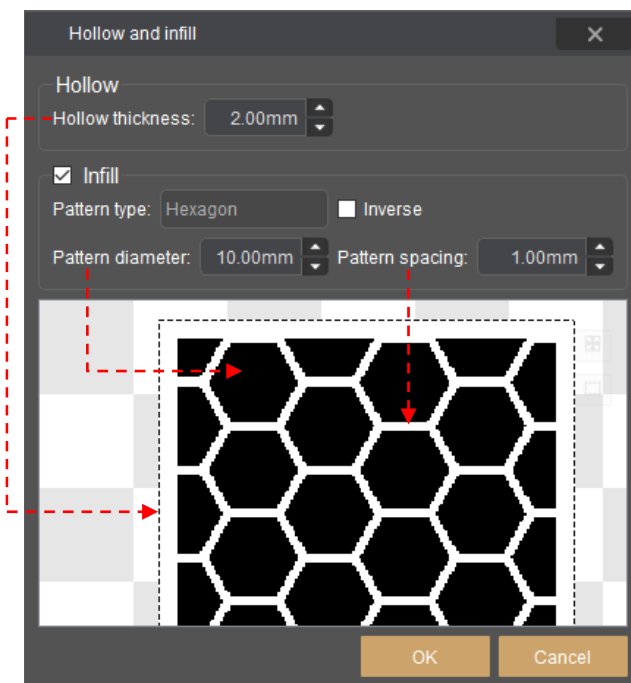 Hollow and infill
Hollow
Hollow thickness: 2.00mm
Infill
Pattern type: Hexagon Inverse
Pattern diameter: 10.00mm Pattern spacing: 1.00mm
OK Cancel